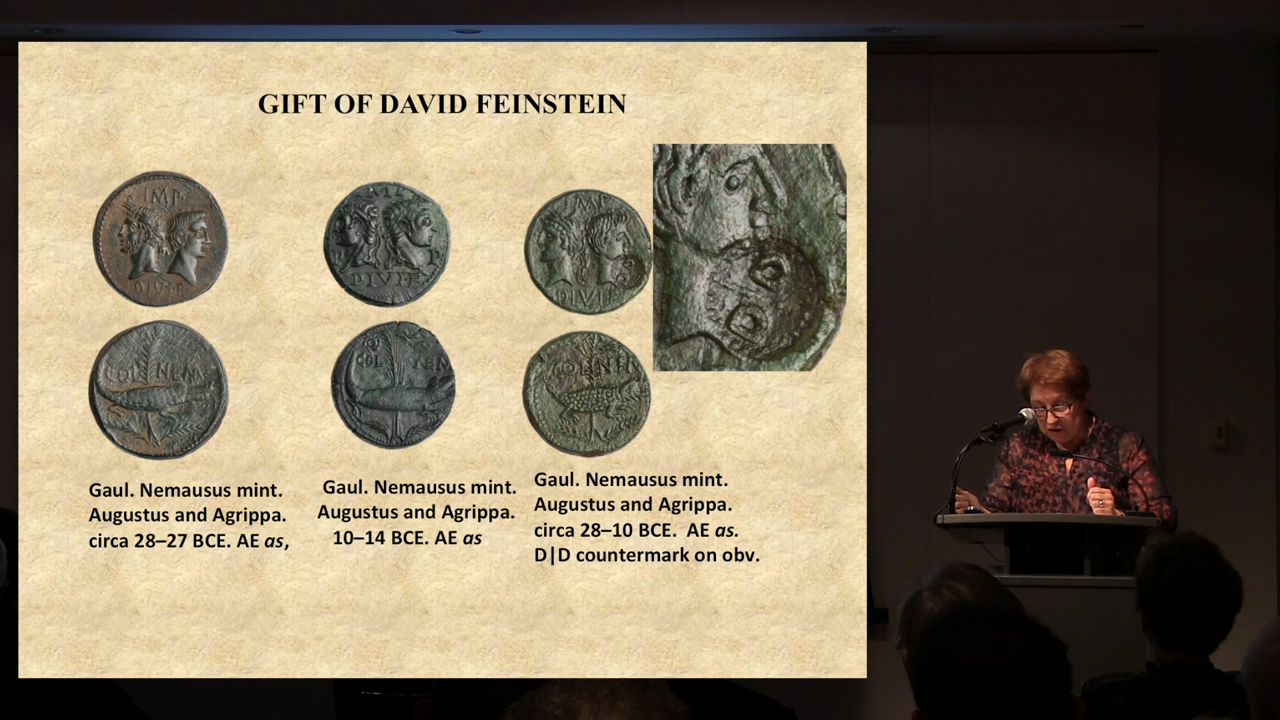 GIFT OF DAVID FEINSTEIN
IMP
DIVI F
IMP
DIVI F
COL NEM
COL NEM
COL NEM
Gaul. Nemausus mint.
Augustus and Agrippa.
circa 28–27 BCE. AE as,
Gaul. Nemausus mint.
Augustus and Agrippa.
10–14 BCE. AE as
Gaul. Nemausus mint.
Augustus and Agrippa.
circa 28–10 BCE. AE as.
D|D countermark on obv.